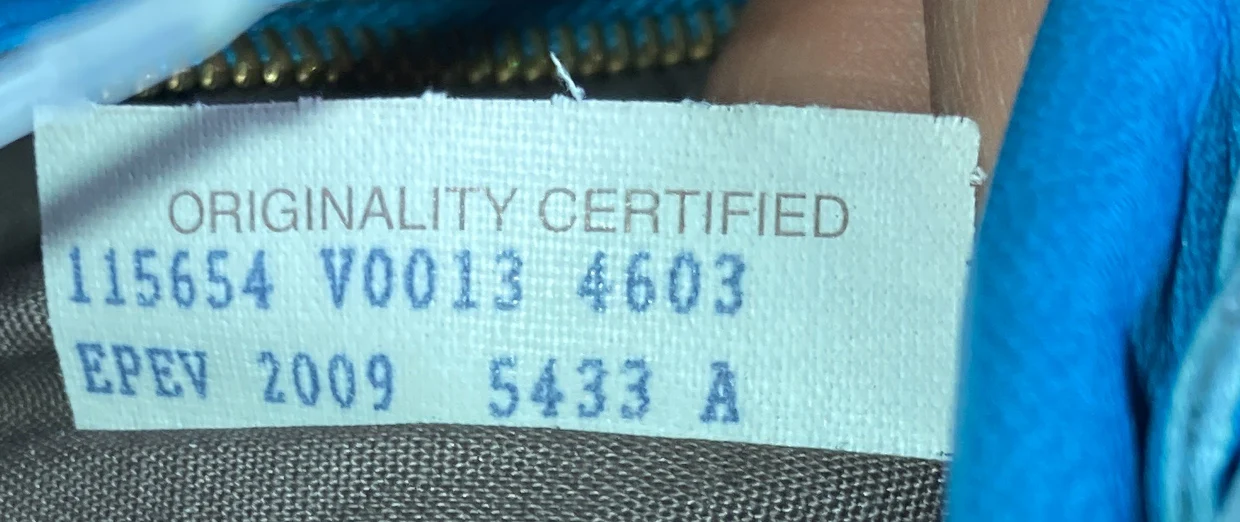 ORIGINALITY CERTIFIED
115654 V0013 4603
EPEV 2009 5433 A